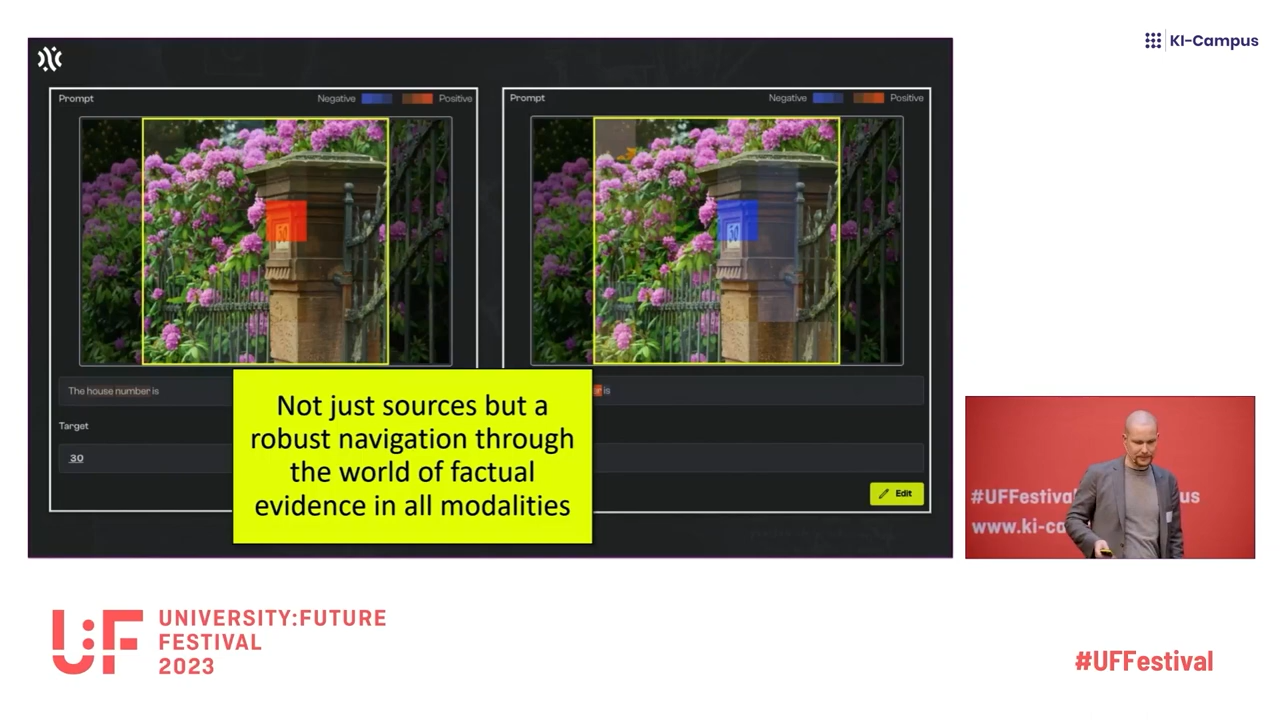 KI-Campus
Prompt
Negative
Positive
Prompt
Negative
Positive
The house number is
is
Target
30
Edit
Not just sources but a
robust navigation through
the world of factual
evidence in all modalities
#UFFestival
us
www.ki-ca
U:F
UNIVERSITY:FUTURE
FESTIVAL
2023
#UFFestival